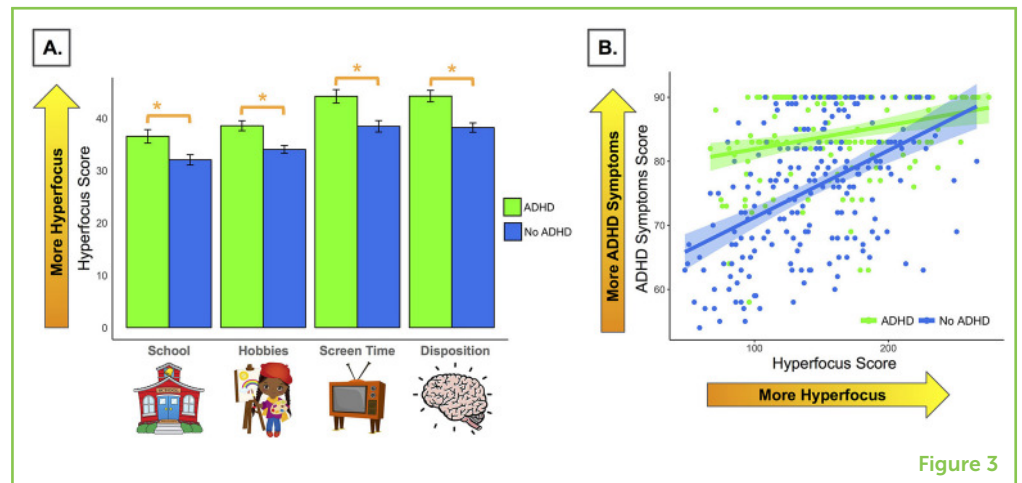 A.
More Hyperfocus
Hyperfocus Score
40
30
20
10
0
*
*
*
*
ADHD
No ADHD
School
Hobbies
Screen Time
Disposition
B.
More ADHD Symptoms
ADHD Symptoms Score
90
80
70
60
ADHD
No ADHD
100
200
Hyperfocus Score
More Hyperfocus
Figure 3